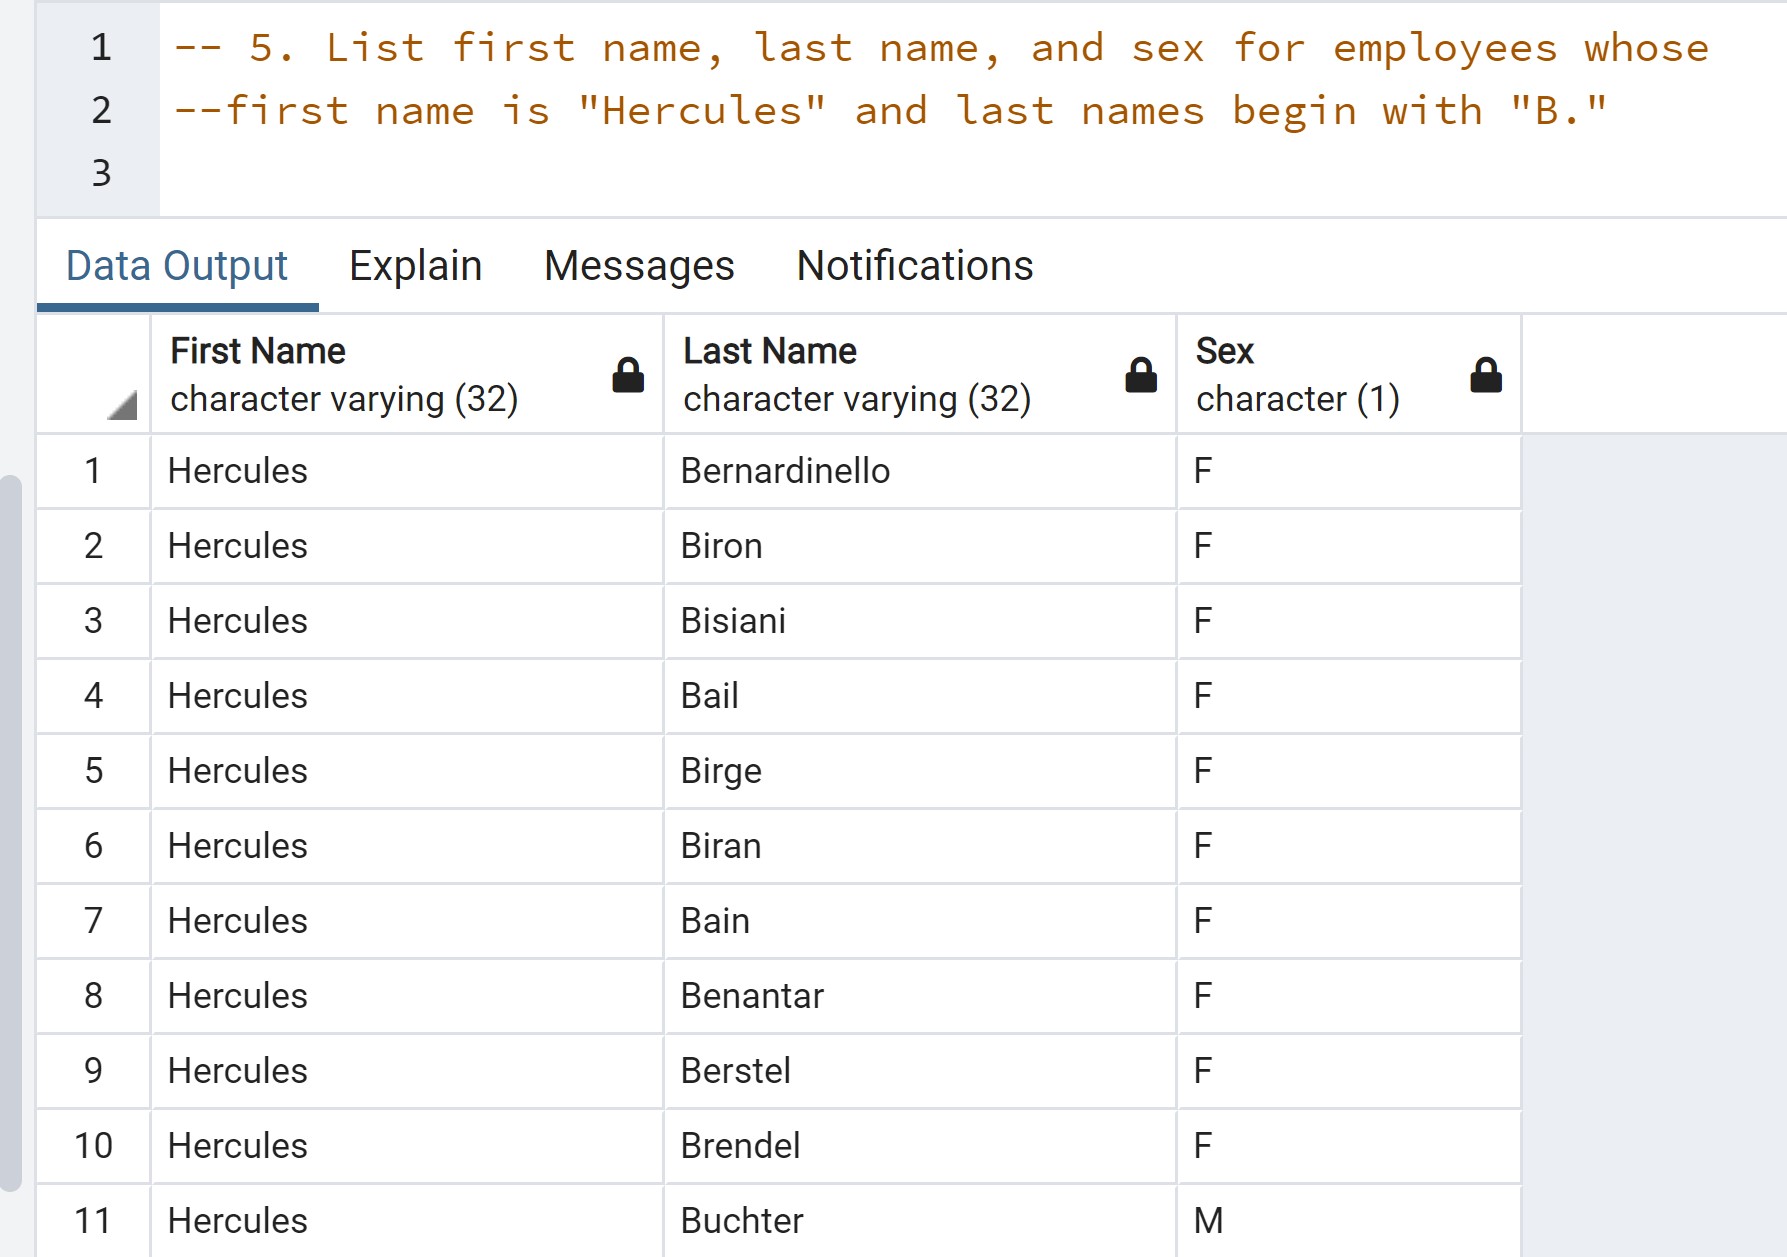 1 -- 5. List first name, last name, and sex for employees whose
2 --first name is "Hercules" and last names begin with "B."
3
Data Output Explain Messages Notifications
First Name Last Name Sex
character varying (32) character varying (32) character (1)
1 Hercules Bernardinello F
2 Hercules Biron F
3 Hercules Bisiani F
4 Hercules Bail F
5 Hercules Birge F
6 Hercules Biran F
7 Hercules Bain F
8 Hercules Benantar F
9 Hercules Berstel F
10 Hercules Brendel F
11 Hercules Buchter M